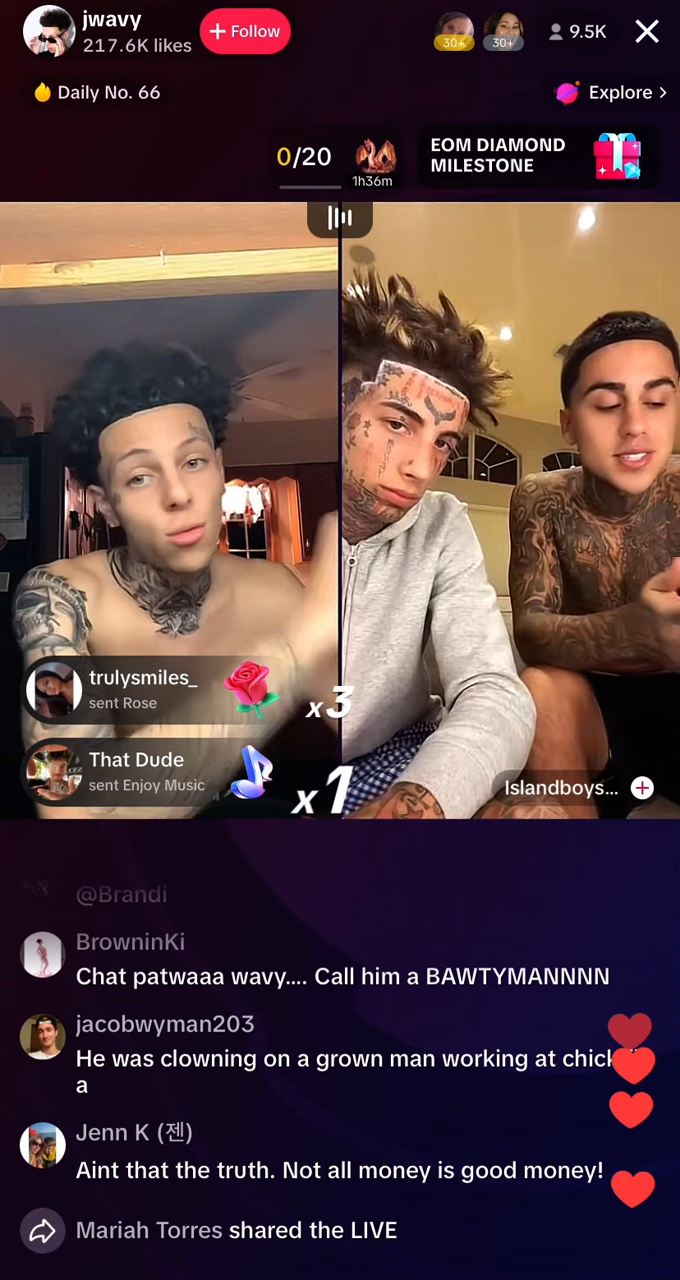 jwavy
217.6K likes
+ Follow
30+
30+
9.5K
Daily No. 66
Explore >
0/20
1h36m
EOM DIAMOND
MILESTONE
trulysmiles_
sent Rose
x3
That Dude
sent Enjoy Music
x1
Islandboys...
@Brandi
BrowninKi
Chat patwaaa wavy.... Call him a BAWTYMANNNN
jacobwyman203
He was clowning on a grown man working at
a
Jenn K (젠)
Aint that the truth. Not all money is good money!
Mariah Torres shared the LIVE